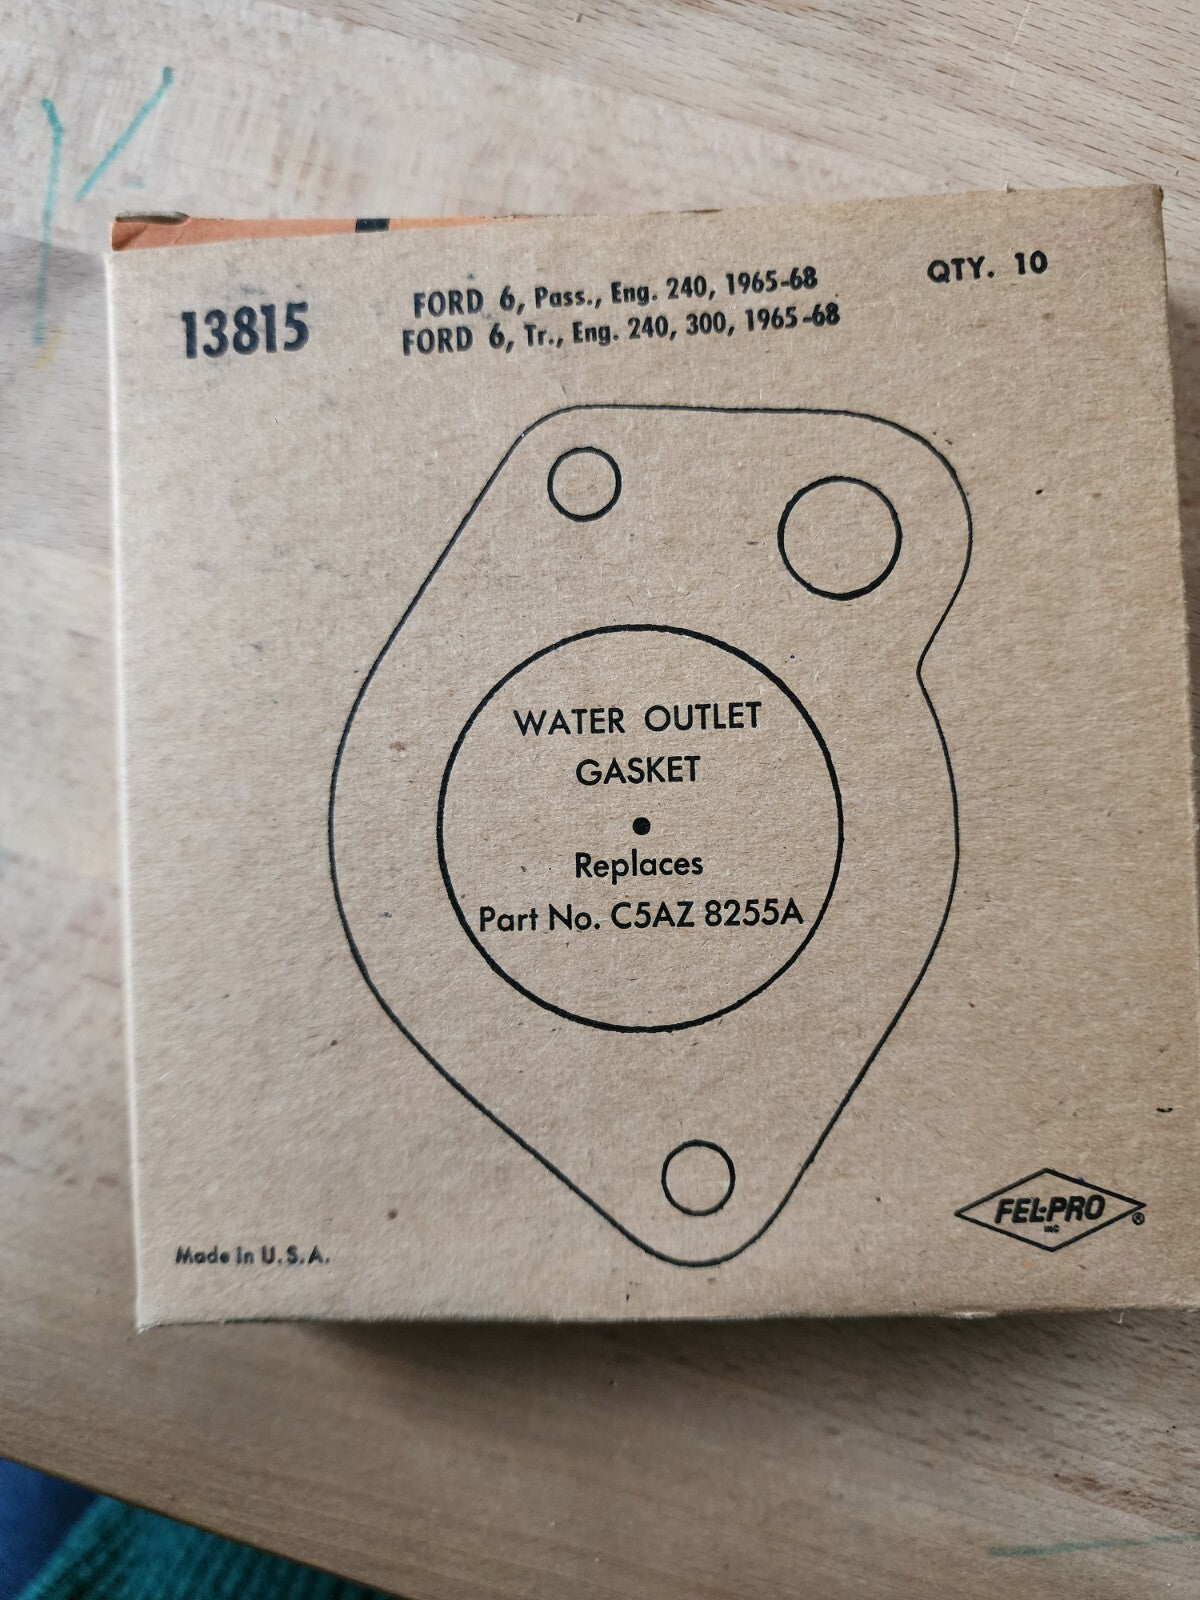 13815
FORD 6, Pass., Eng. 240, 1965-68
FORD 6, Tr., Eng. 240, 300, 1965-68
QTY. 10
WATER OUTLET
GASKET
•
Replaces
Part No. C5AZ 8255A
Made in U.S.A.
FEL-PRO
INC
®